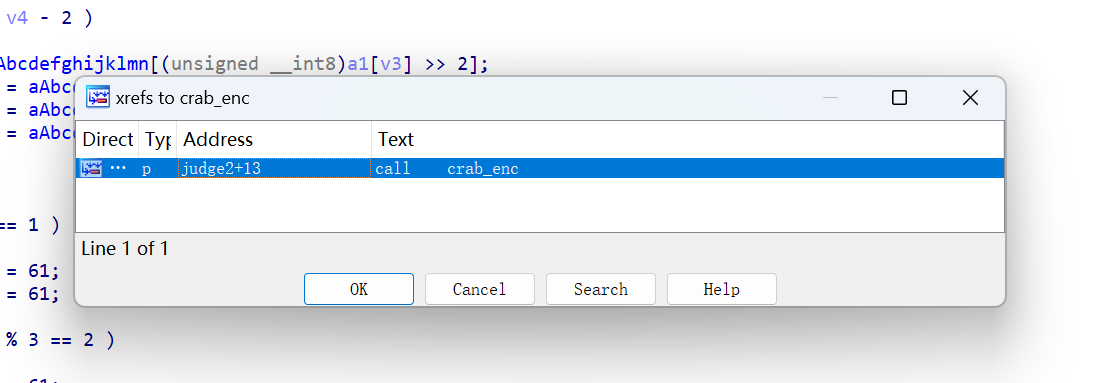 v4 - 2 )
Abcdefghijklmn[(unsigned __int8)a1[v3] >> 2];
= aAbc
xrefs to crab_enc
= aAbc
= aAbc
Direct Typ Address Text
... p judge2+13 call crab_enc
== 1 )
Line 1 of 1
= 61;
= 61;
OK Cancel Search Help
% 3 == 2 )